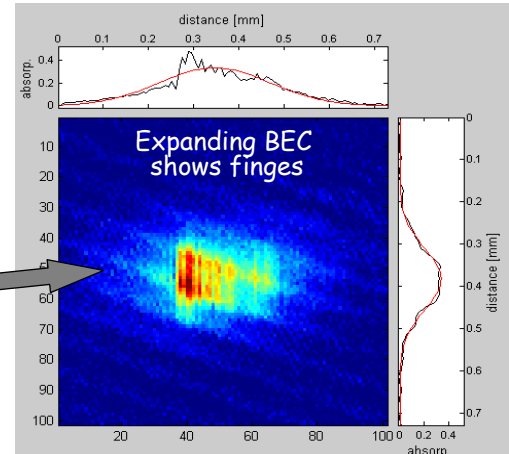 distance [mm]
0 0.1 0.2 0.3 0.4 0.5 0.6 0.7
absorp.
0.4
0.2
0
Expanding BEC
shows finges
10
20
30
40
50
60
70
80
90
100
20 40 60 80 100
0
0.1
0.2
0.3
0.4
0.5
0.6
0.7
distance [mm]
0 0.2 0.4
absorp.